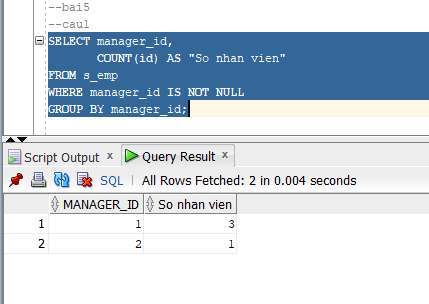 --bai5
--cau1
SELECT manager_id,
COUNT(id) AS "So nhan vien"
FROM s_emp
WHERE manager_id IS NOT NULL
GROUP BY manager_id;
Script Output x Query Result x
SQL | All Rows Fetched: 2 in 0.004 seconds
MANAGER_ID So nhan vien
1 1 3
2 2 1